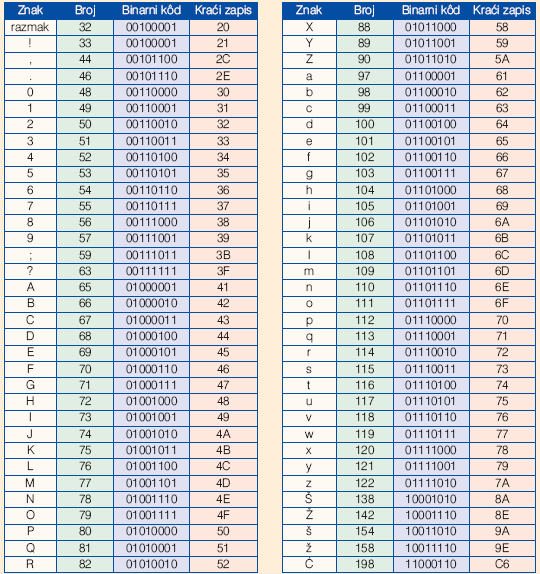 Znak Broj Binarni kôd Kraći zapis
razmak 32 00100001 20
! 33 00100001 21
, 44 00101100 2C
. 46 00101110 2E
0 48 00110000 30
1 49 00110001 31
2 50 00110010 32
3 51 00110011 33
4 52 00110100 34
5 53 00110101 35
6 54 00110110 36
7 55 00110111 37
8 56 00111000 38
9 57 00111001 39
; 59 00111011 3B
? 63 00111111 3F
A 65 01000001 41
B 66 01000010 42
C 67 01000011 43
D 68 01000100 44
E 69 01000101 45
F 70 01000110 46
G 71 01000111 47
H 72 01001000 48
I 73 01001001 49
J 74 01001010 4A
K 75 01001011 4B
L 76 01001100 4C
M 77 01001101 4D
N 78 01001110 4E
O 79 01001111 4F
P 80 01010000 50
Q 81 01010001 51
R 82 01010010 52
Znak Broj Binarni kôd Kraći zapis
X 88 01011000 58
Y 89 01011001 59
Z 90 01011010 5A
a 97 01100001 61
b 98 01100010 62
c 99 01100011 63
d 100 01100100 64
e 101 01100101 65
f 102 01100110 66
g 103 01100111 67
h 104 01101000 68
i 105 01101001 69
j 106 01101010 6A
k 107 01101011 6B
l 108 01101100 6C
m 109 01101101 6D
n 110 01101110 6E
o 111 01101111 6F
p 112 01110000 70
q 113 01110001 71
r 114 01110010 72
s 115 01110011 73
t 116 01110100 74
u 117 01110101 75
v 118 01110110 76
w 119 01110111 77
x 120 01111000 78
y 121 01111001 79
z 122 01111010 7A
Š 138 10001010 8A
Ž 142 10001110 8E
š 154 10011010 9A
ž 158 10011110 9E
Ć 198 11000110 C6